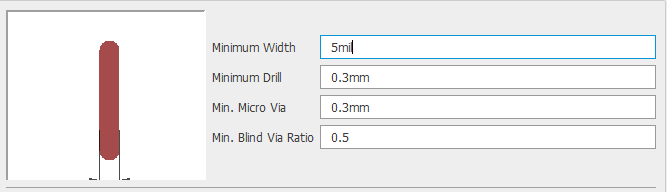 Minimum Width 5mil
Minimum Drill 0.3mm
Min. Micro Via 0.3mm
Min. Blind Via Ratio 0.5